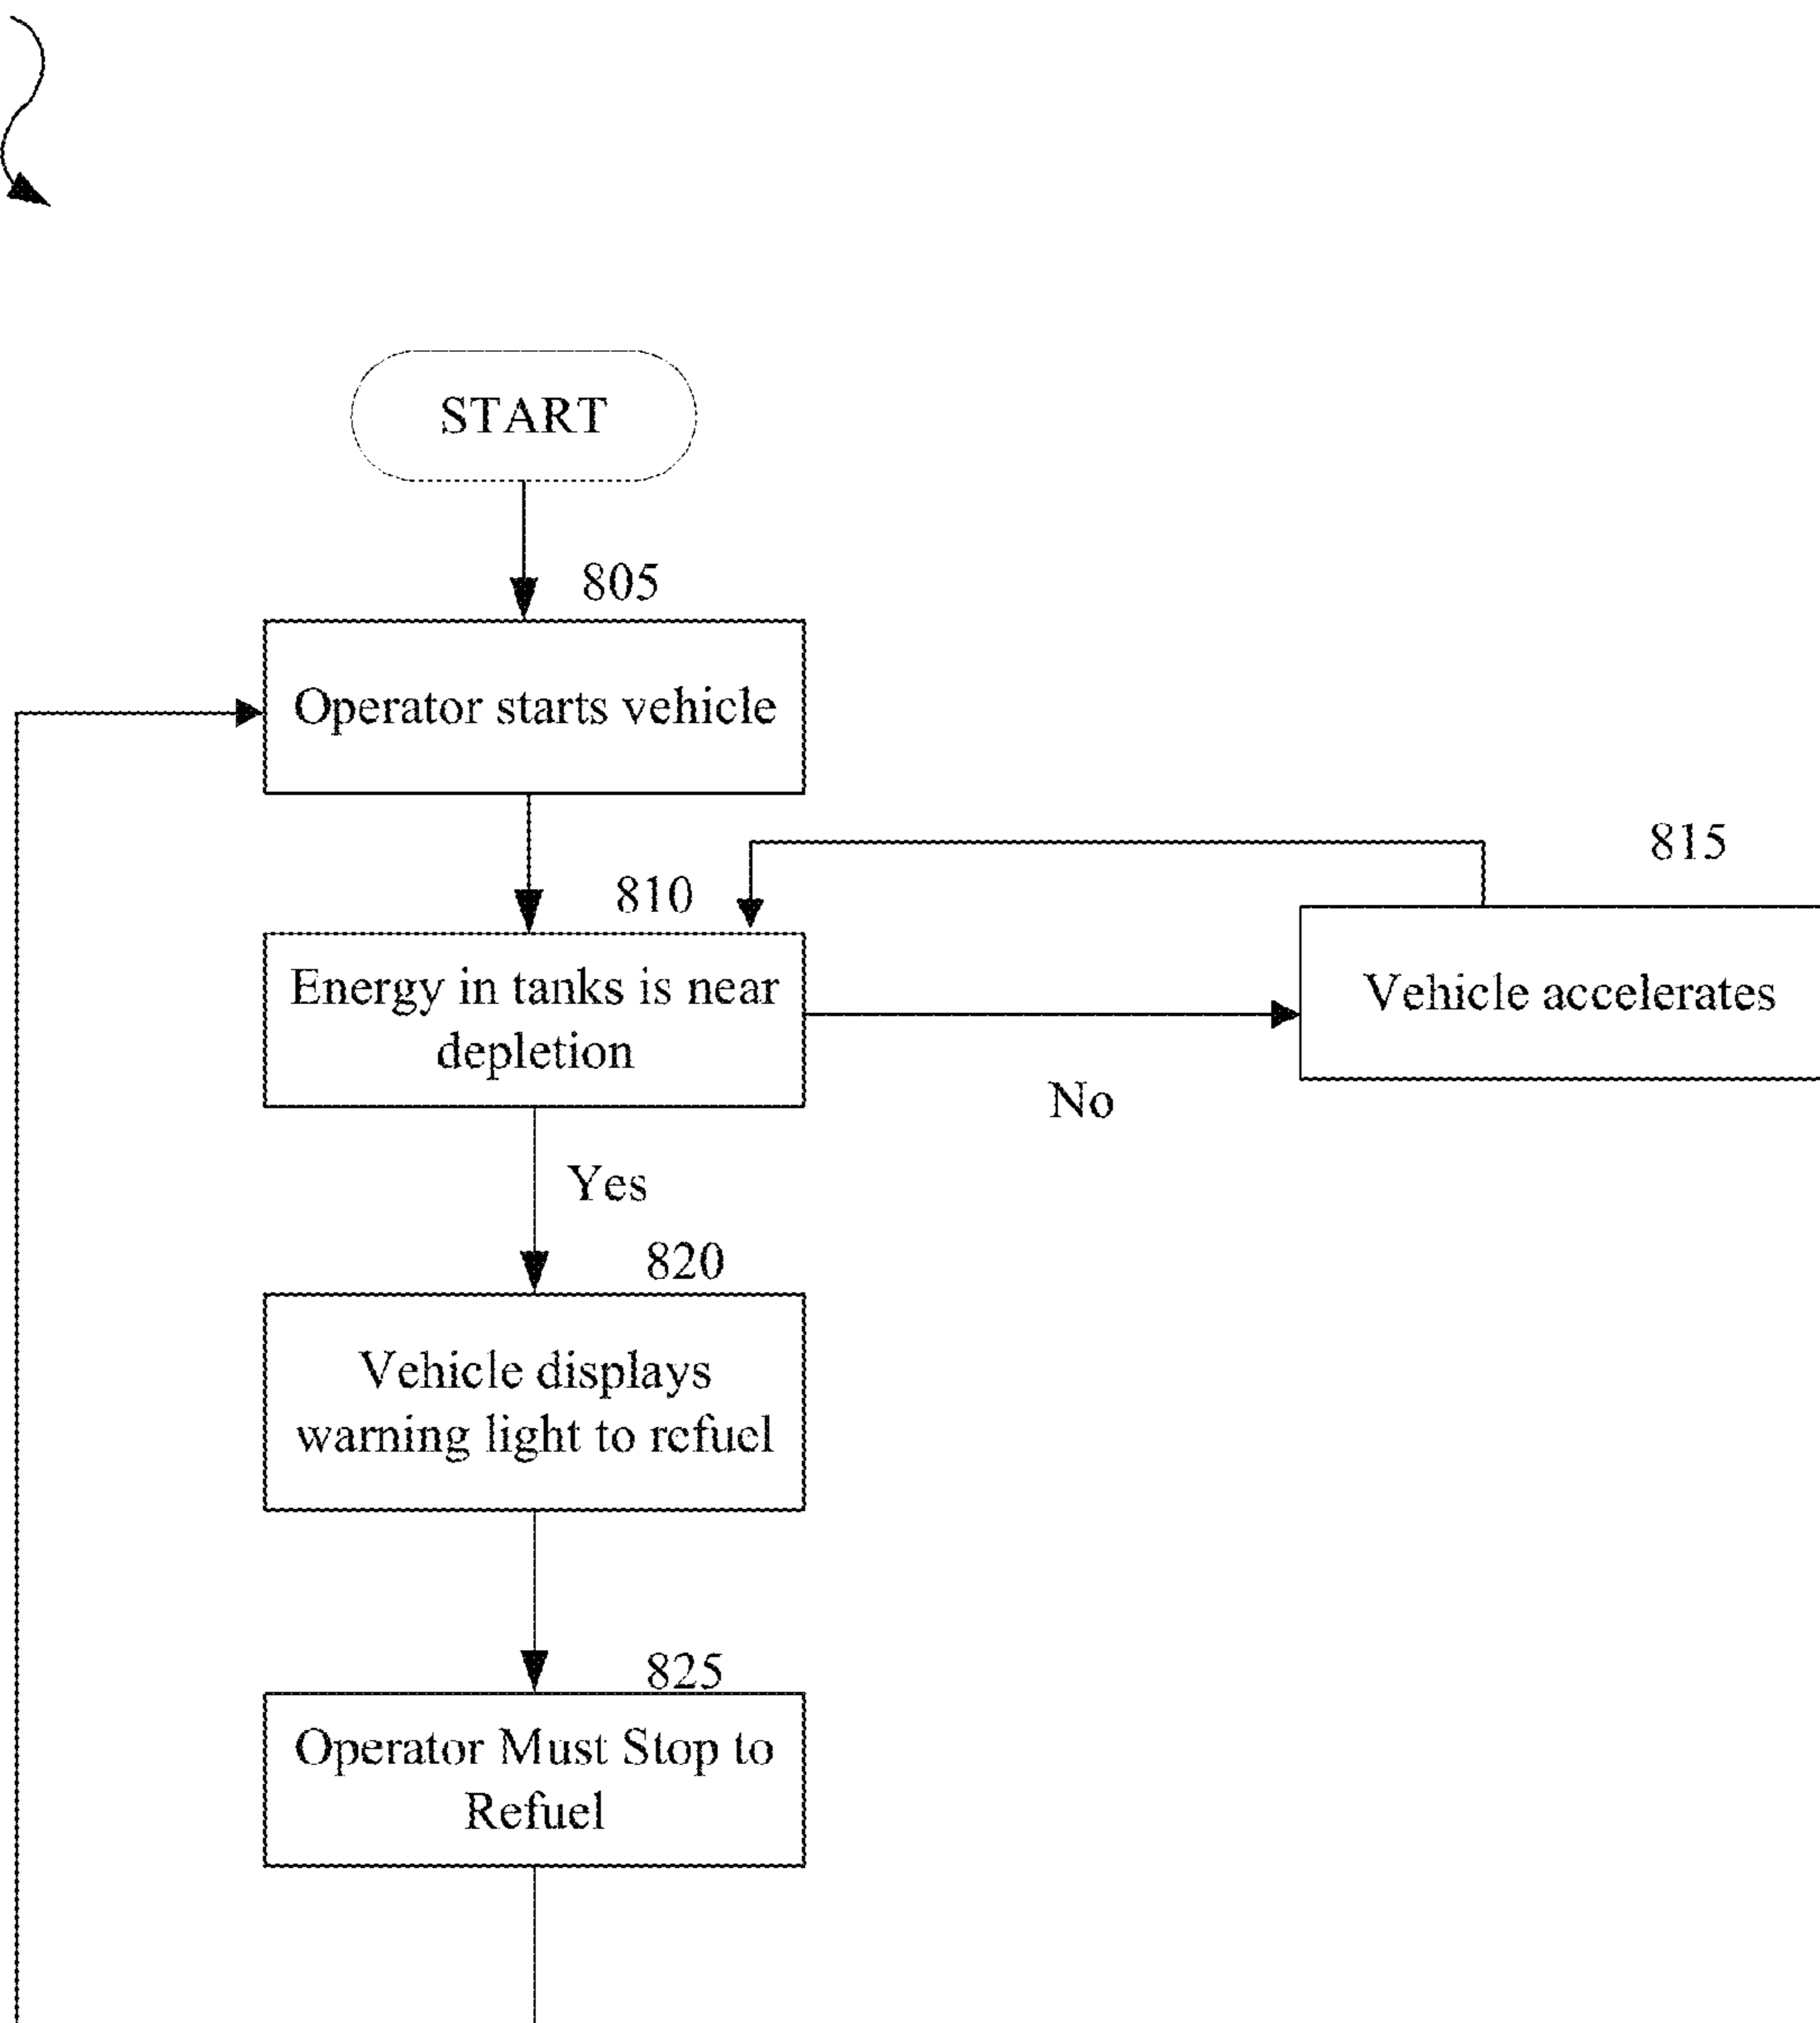 START
805
Operator starts vehicle
810
815
Energy in tanks is near
depletion
Vehicle accelerates
No
Yes
820
Vehicle displays
warning light to refuel
825
Operator Must Stop to
Refuel